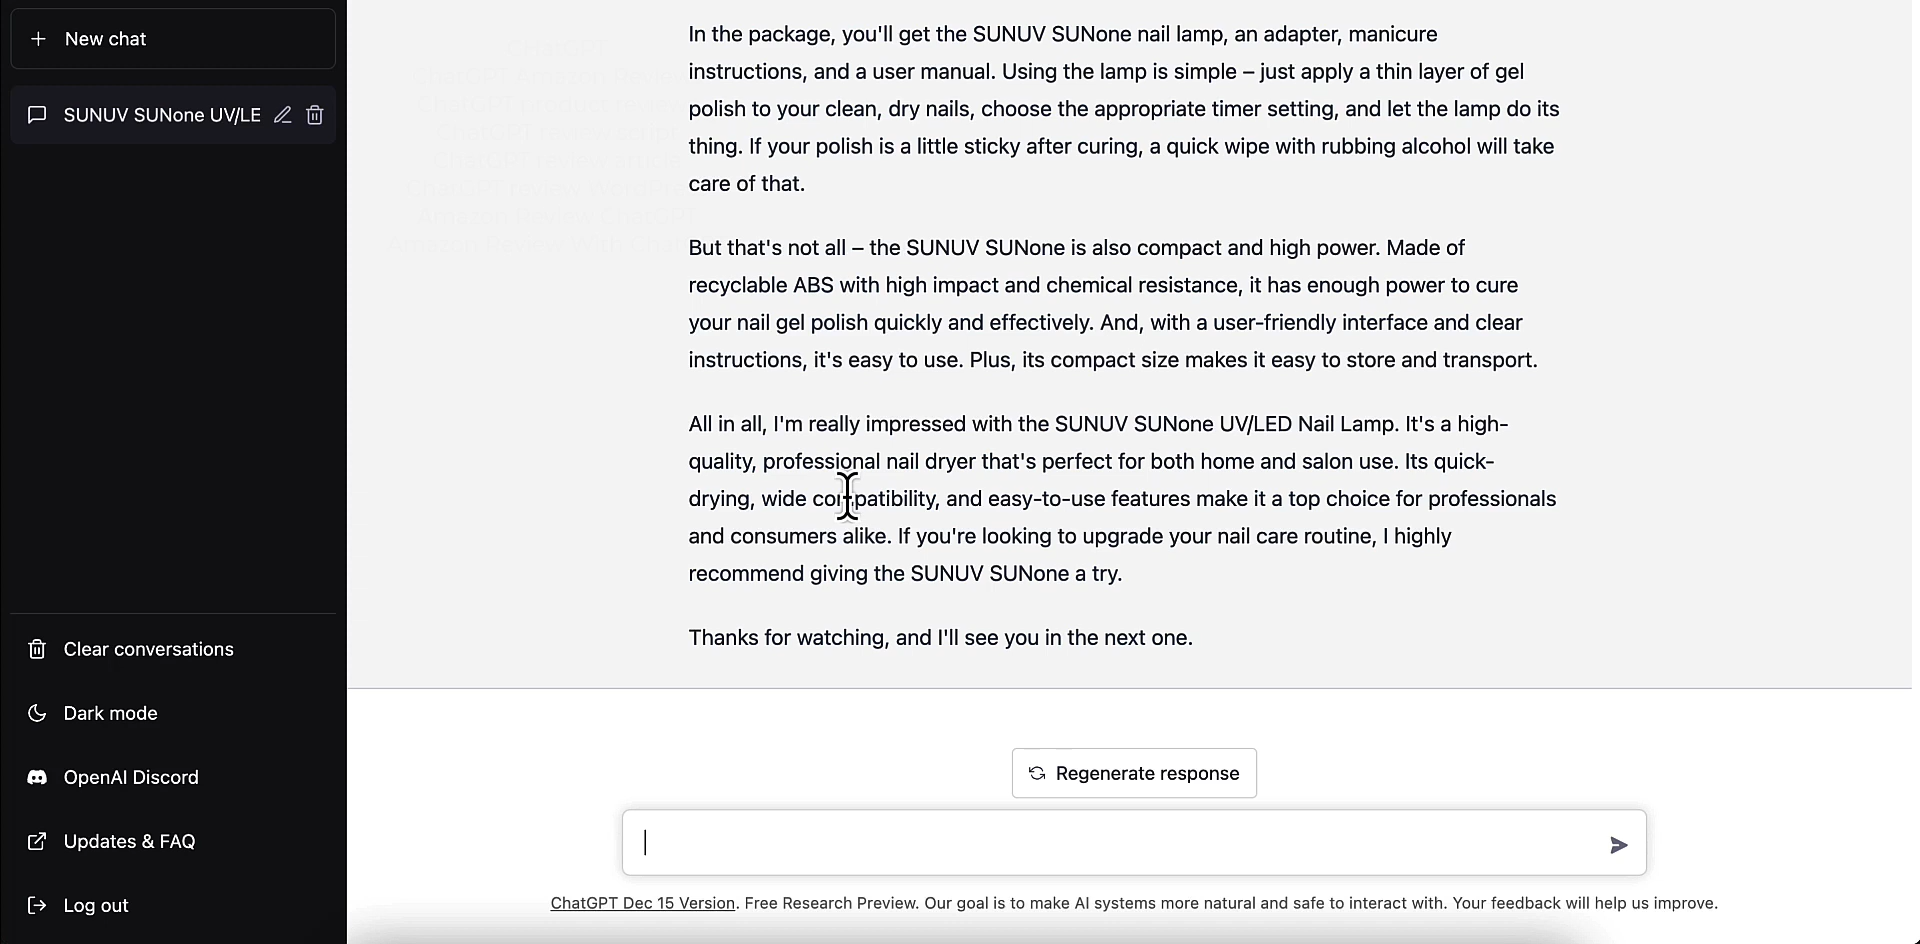 New chat
SUNUV SUNone UV/LE
Clear conversations
Dark mode
OpenAI Discord
Updates & FAQ
Log out
In the package, you'll get the SUNUV SUNone nail lamp, an adapter, manicure
instructions, and a user manual. Using the lamp is simple – just apply a thin layer of gel
polish to your clean, dry nails, choose the appropriate timer setting, and let the lamp do its
thing. If your polish is a little sticky after curing, a quick wipe with rubbing alcohol will take
care of that.
But that's not all – the SUNUV SUNone is also compact and high power. Made of
recyclable ABS with high impact and chemical resistance, it has enough power to cure
your nail gel polish quickly and effectively. And, with a user-friendly interface and clear
instructions, it's easy to use. Plus, its compact size makes it easy to store and transport.
All in all, I'm really impressed with the SUNUV SUNone UV/LED Nail Lamp. It's a high-
quality, professional nail dryer that's perfect for both home and salon use. Its quick-
drying, wide compatibility, and easy-to-use features make it a top choice for professionals
and consumers alike. If you're looking to upgrade your nail care routine, I highly
recommend giving the SUNUV SUNone a try.
Thanks for watching, and I'll see you in the next one.
Regenerate response
ChatGPT Dec 15 Version. Free Research Preview. Our goal is to make AI systems more natural and safe to interact with. Your feedback will help us improve.